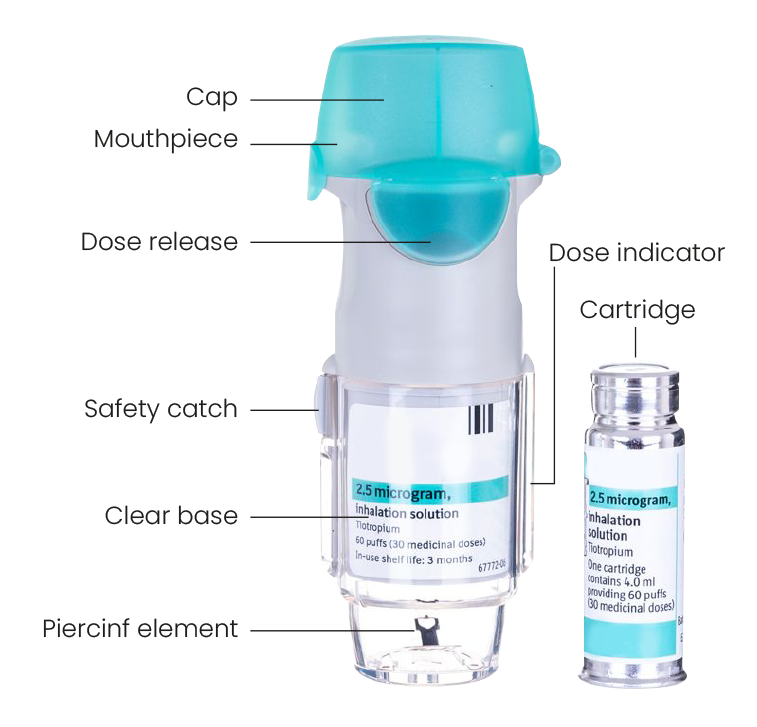 Cap
Mouthpiece
Dose release
Dose indicator
Cartridge
Safety catch
Clear base
Piercinf element
2.5 microgram,
inhalation solution
Tiotropium
60 puffs (30 medicinal doses)
In-use shelf life: 3 months
67772-06
2.5 microgram,
inhalation
solution
Tiotropium
One cartridge
contains 4.0 ml
providing 60 puffs
(30 medicinal doses)